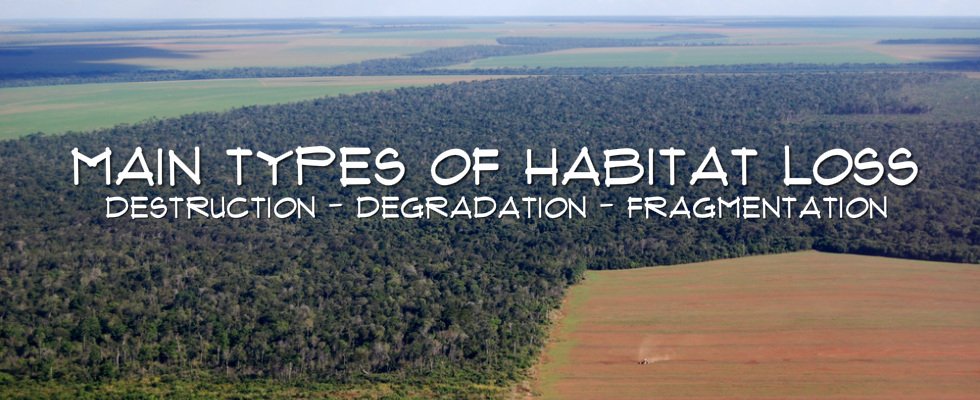 MAIN TYPES OF HABITAT LOSS
DESTRUCTION - DEGRADATION - FRAGMENTATION